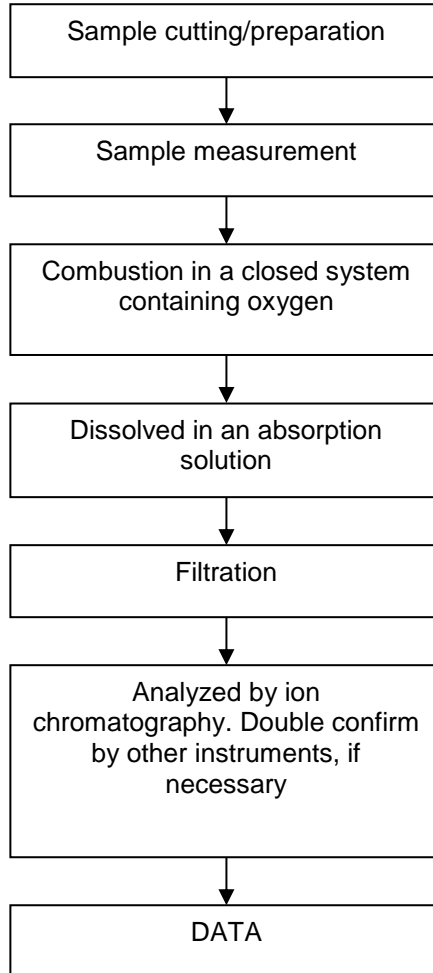 Sample cutting/preparation
Sample measurement
Combustion in a closed system
containing oxygen
Dissolved in an absorption
solution
Filtration
Analyzed by ion
chromatography. Double confirm
by other instruments, if
necessary
DATA